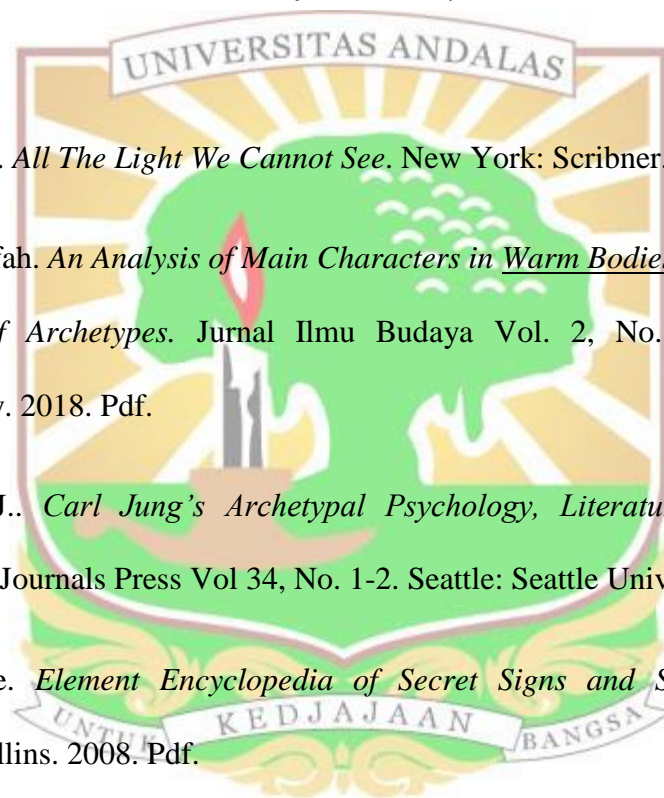 UNIVERSITAS ANDALAS
. All The Light We Cannot See. New York: Scribner.
fah. An Analysis of Main Characters in Warm Bodie
f Archetypes. Jurnal Ilmu Budaya Vol. 2, No.
. 2018. Pdf.
J.. Carl Jung's Archetypal Psychology, Literatu
Journals Press Vol 34, No. 1-2. Seattle: Seattle Univ
e. Element Encyclopedia of Secret Signs and S
UNTUK KEDJAJAAN BANGSA
llins. 2008. Pdf.